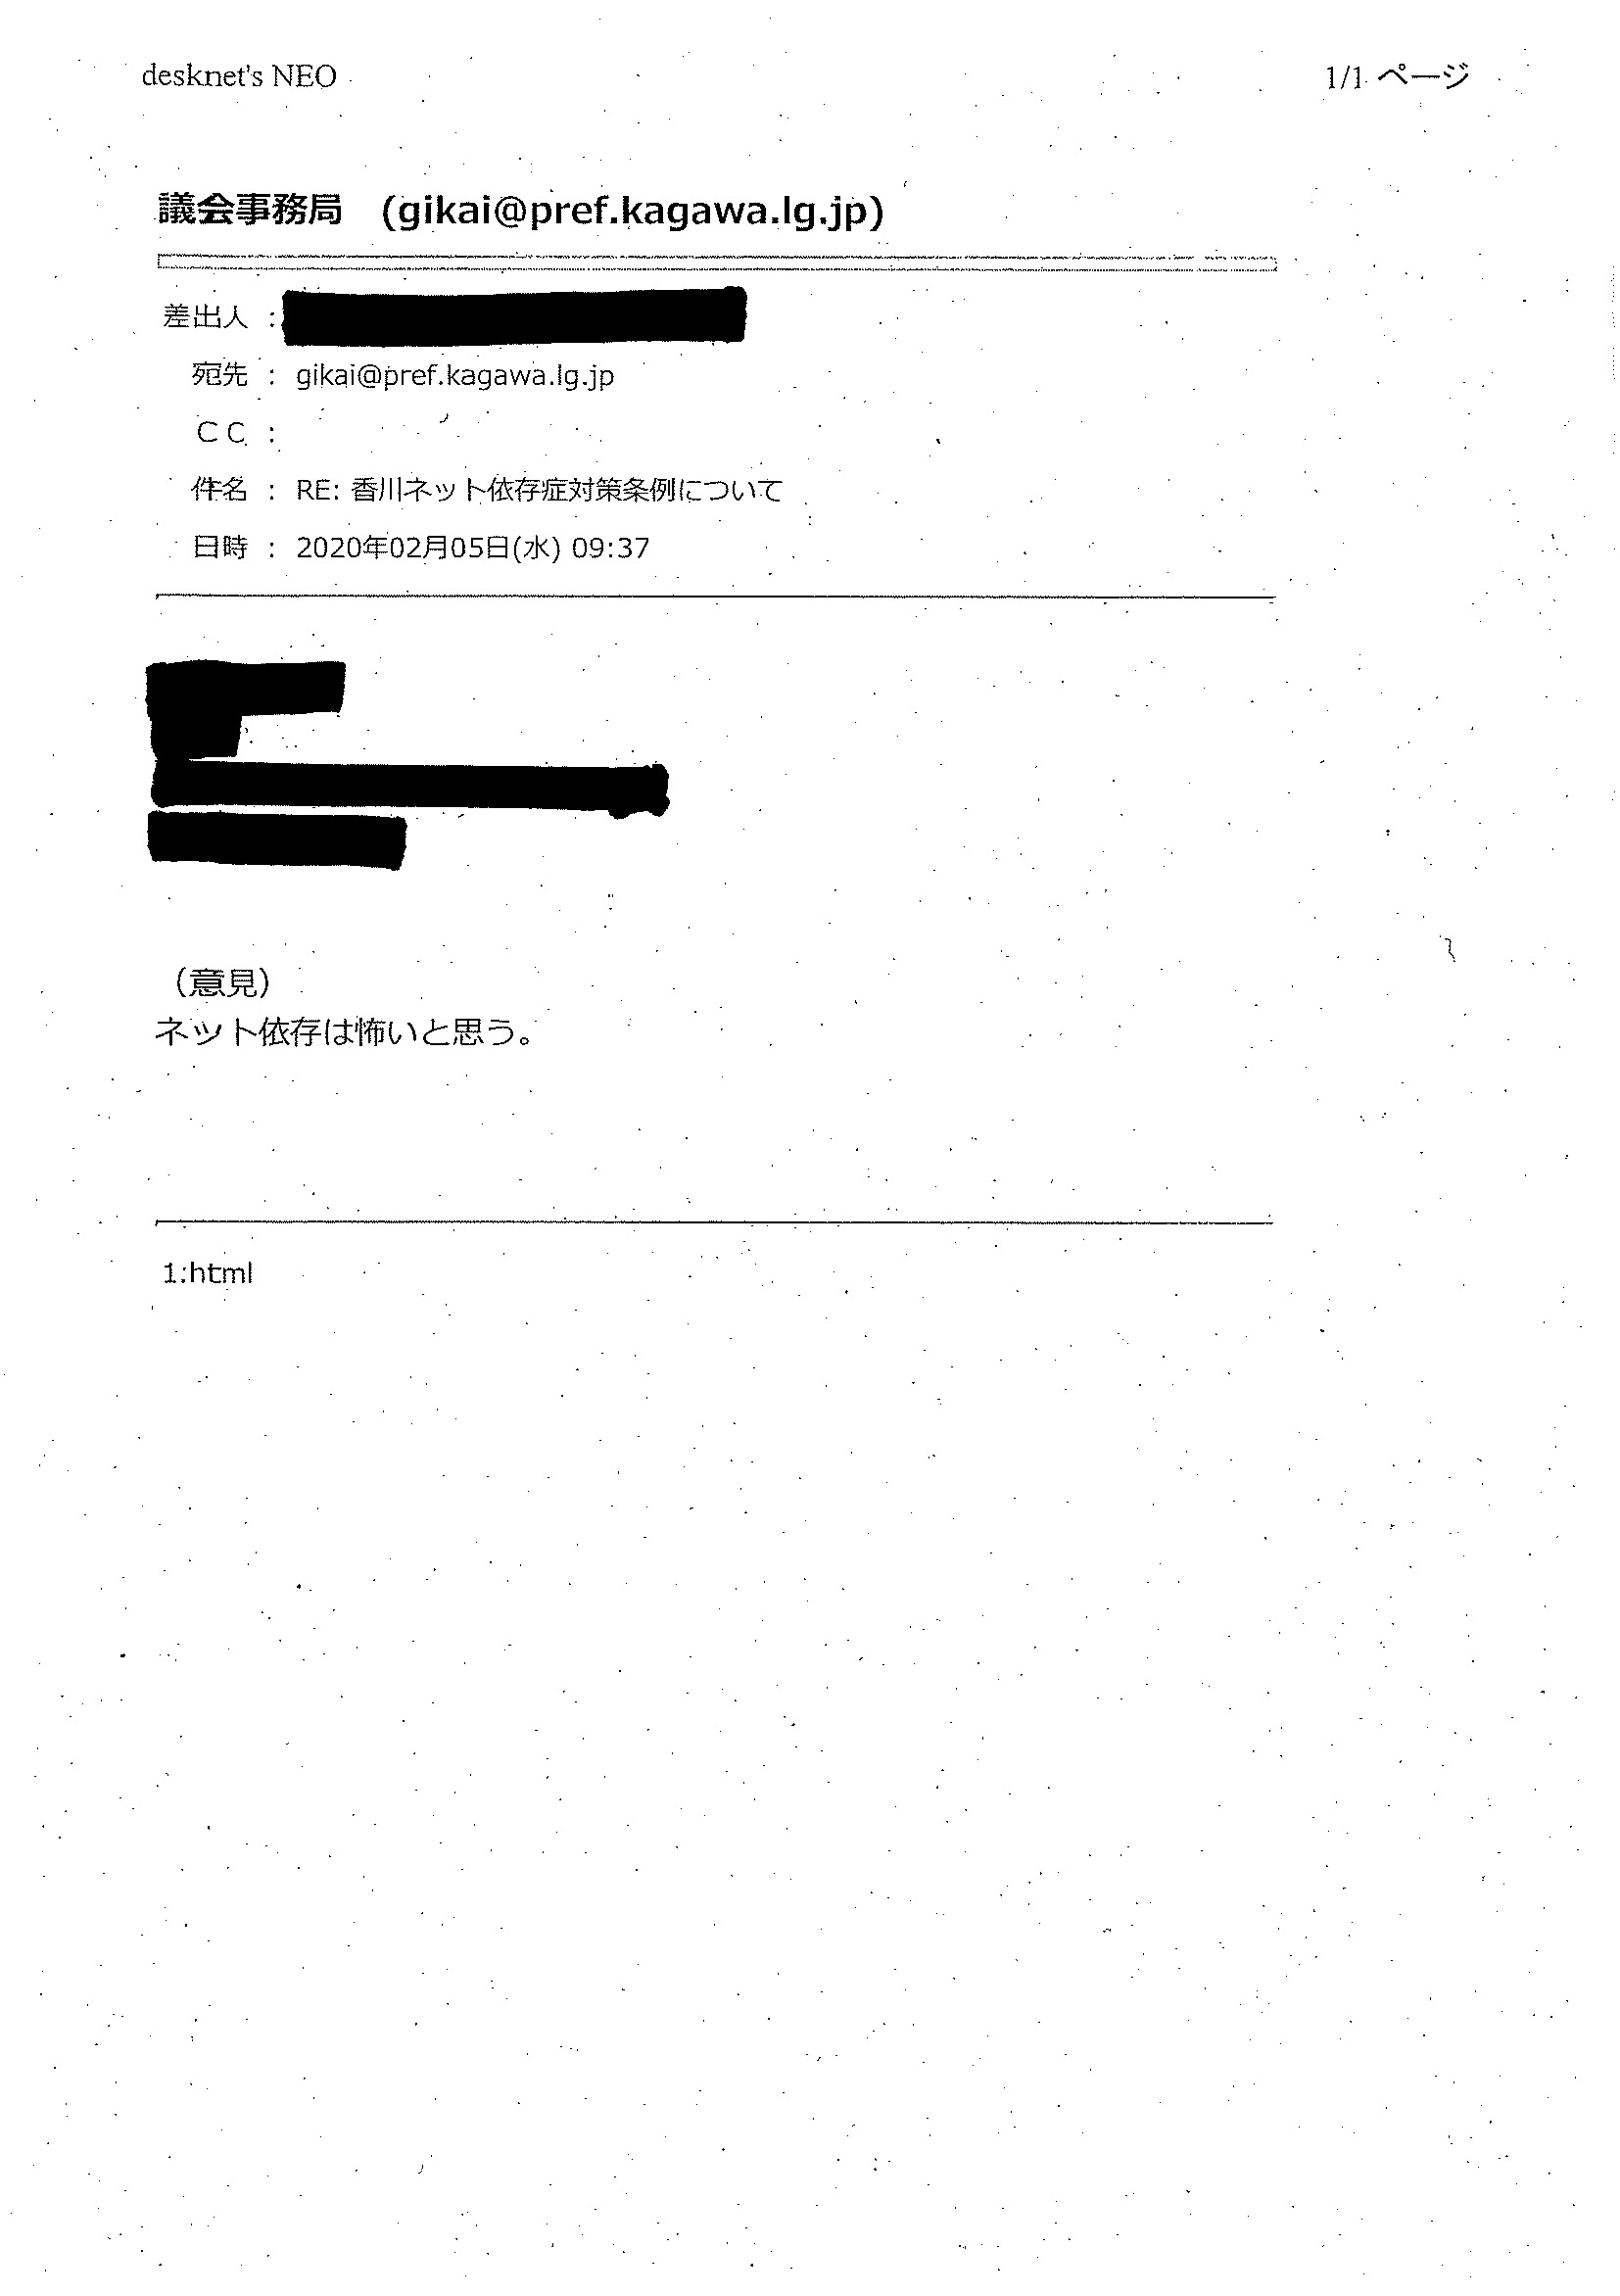 desknet's NEO
1/1 ページ
議会事務局　(gikai@pref.kagawa.lg.jp)
差出人 :
宛先 : gikai@pref.kagawa.lg.jp
ＣＣ :
件名 : RE: 香川ネット依存症対策条例について
日時 : 2020年02月05日(水) 09:37
（意見）
ネット依存は怖いと思う。
1:html